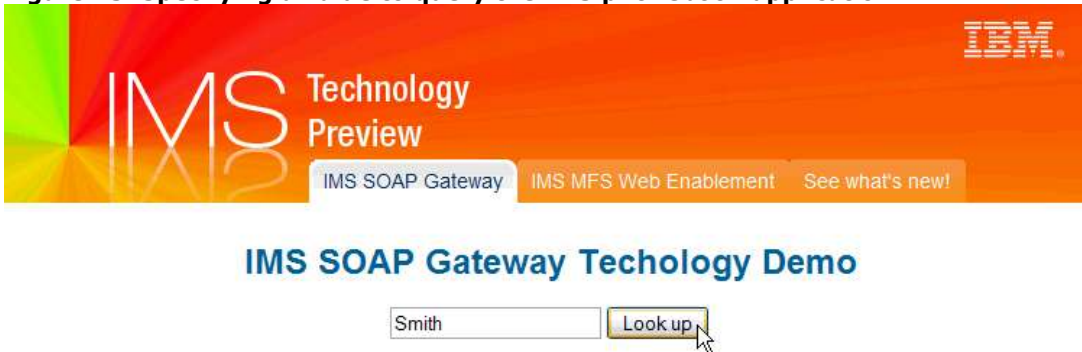 IBM
IMS Technology
Preview
IMS SOAP Gateway IMS MFS Web Enablement See what's new!
IMS SOAP Gateway Techology Demo
Smith Look up